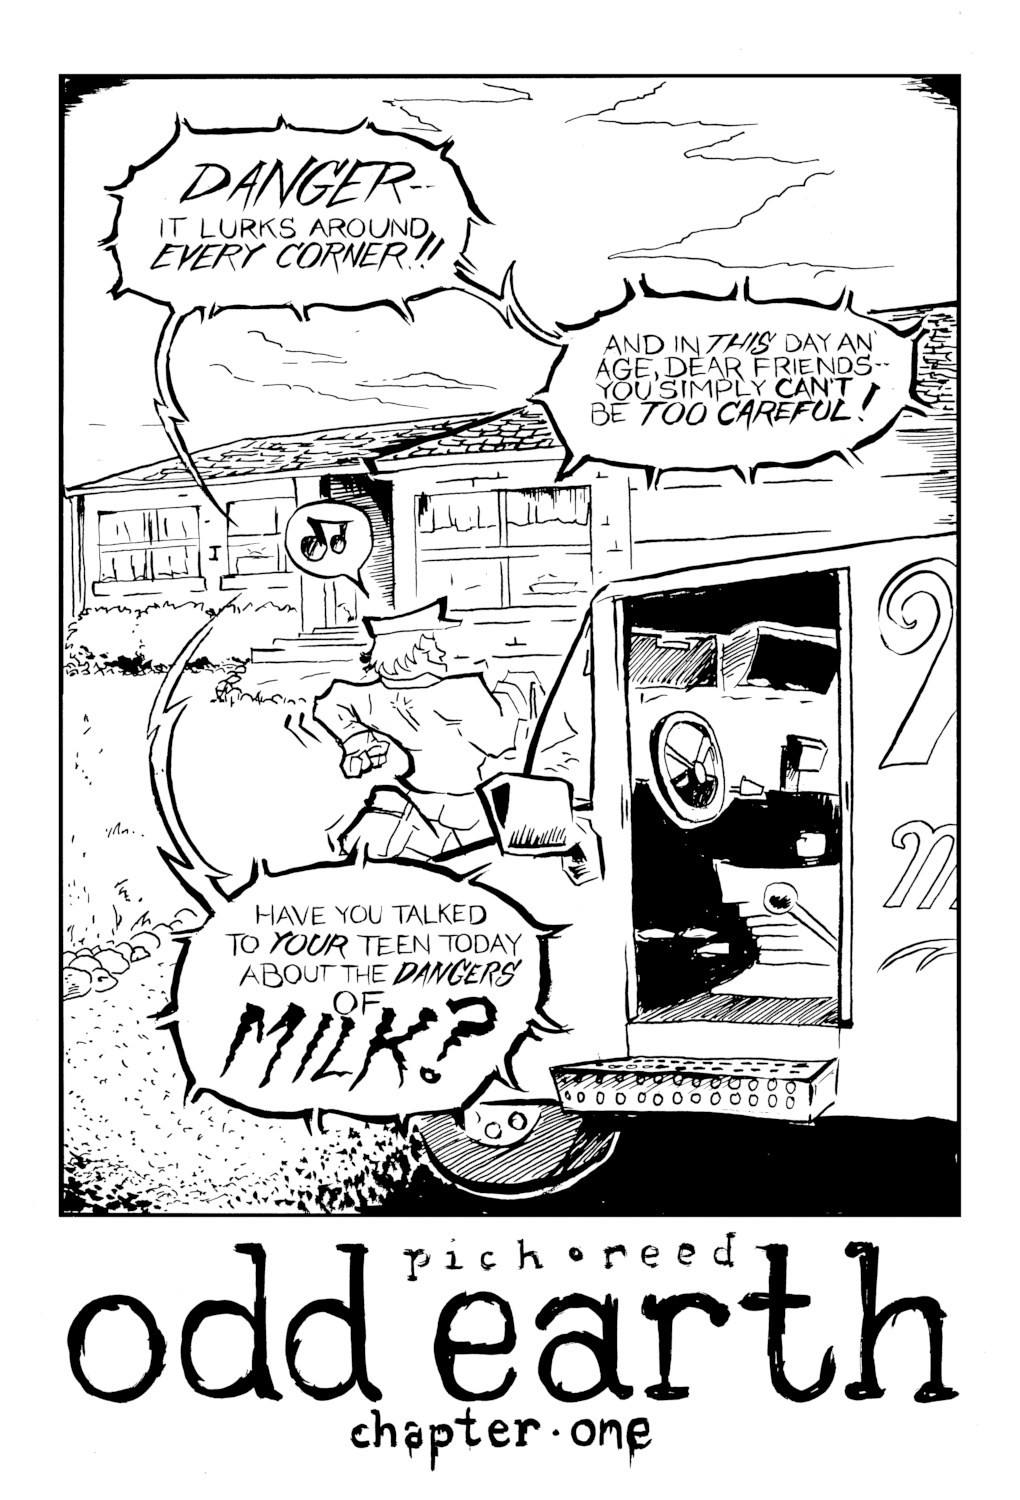 DANGER--
IT LURKS AROUND
EVERY CORNER!!
AND IN THIS DAY AN'
AGE, DEAR FRIENDS--
YOU SIMPLY CAN'T
BE TOO CAREFUL!
HAVE YOU TALKED
TO YOUR TEEN TODAY
ABOUT THE DANGERS
OF
MILK?
pich • reed
odd earth
chapter · one